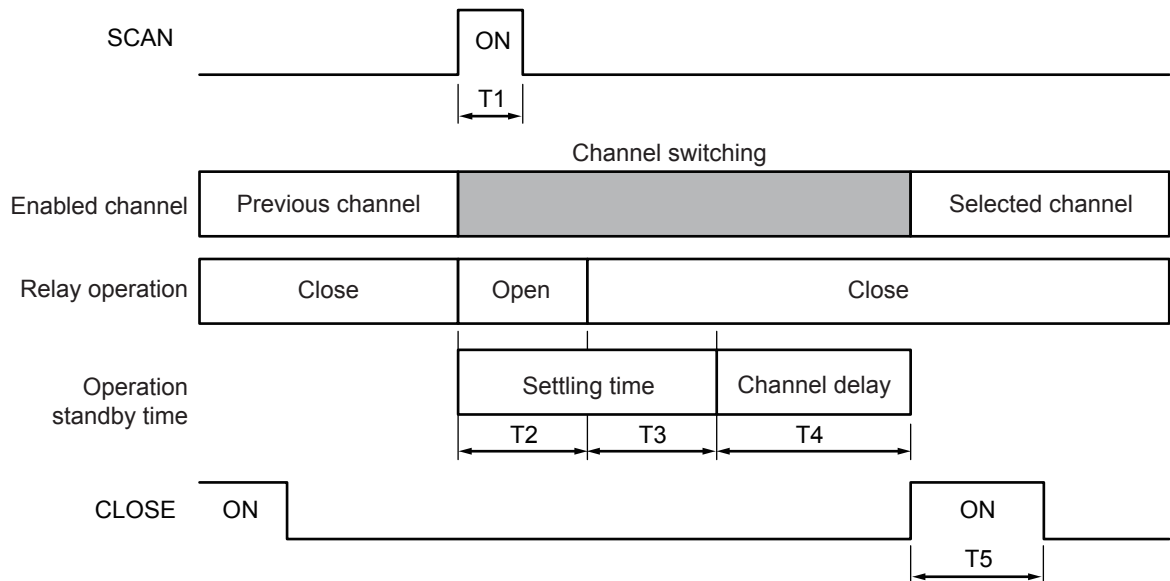 SCAN
ON
T1
Channel switching
Enabled channel
Previous channel
Selected channel
Relay operation
Close
Open
Close
Operation
standby time
Settling time
Channel delay
T2
T3
T4
CLOSE
ON
ON
T5